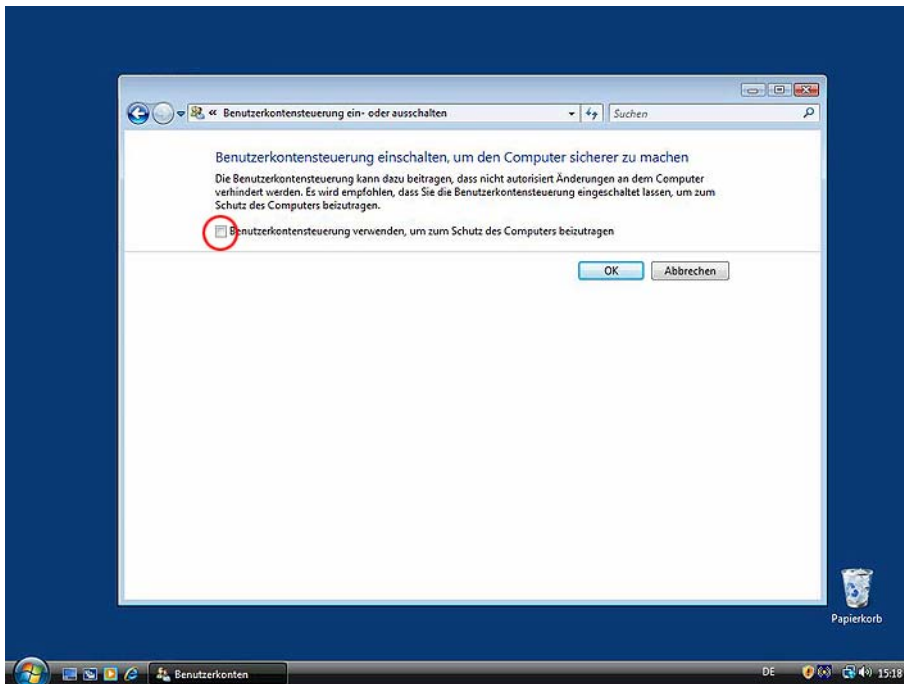 « Benutzerkontensteuerung ein- oder ausschalten
Suchen
Benutzerkontensteuerung einschalten, um den Computer sicherer zu machen
Die Benutzerkontensteuerung kann dazu beitragen, dass nicht autorisiert Änderungen an dem Computer
verhindert werden. Es wird empfohlen, dass Sie die Benutzerkontensteuerung eingeschaltet lassen, um zum
Schutz des Computers beizutragen.
Benutzerkontensteuerung verwenden, um zum Schutz des Computers beizutragen
OK Abbrechen
Papierkorb
Benutzerkonten DE 15:18